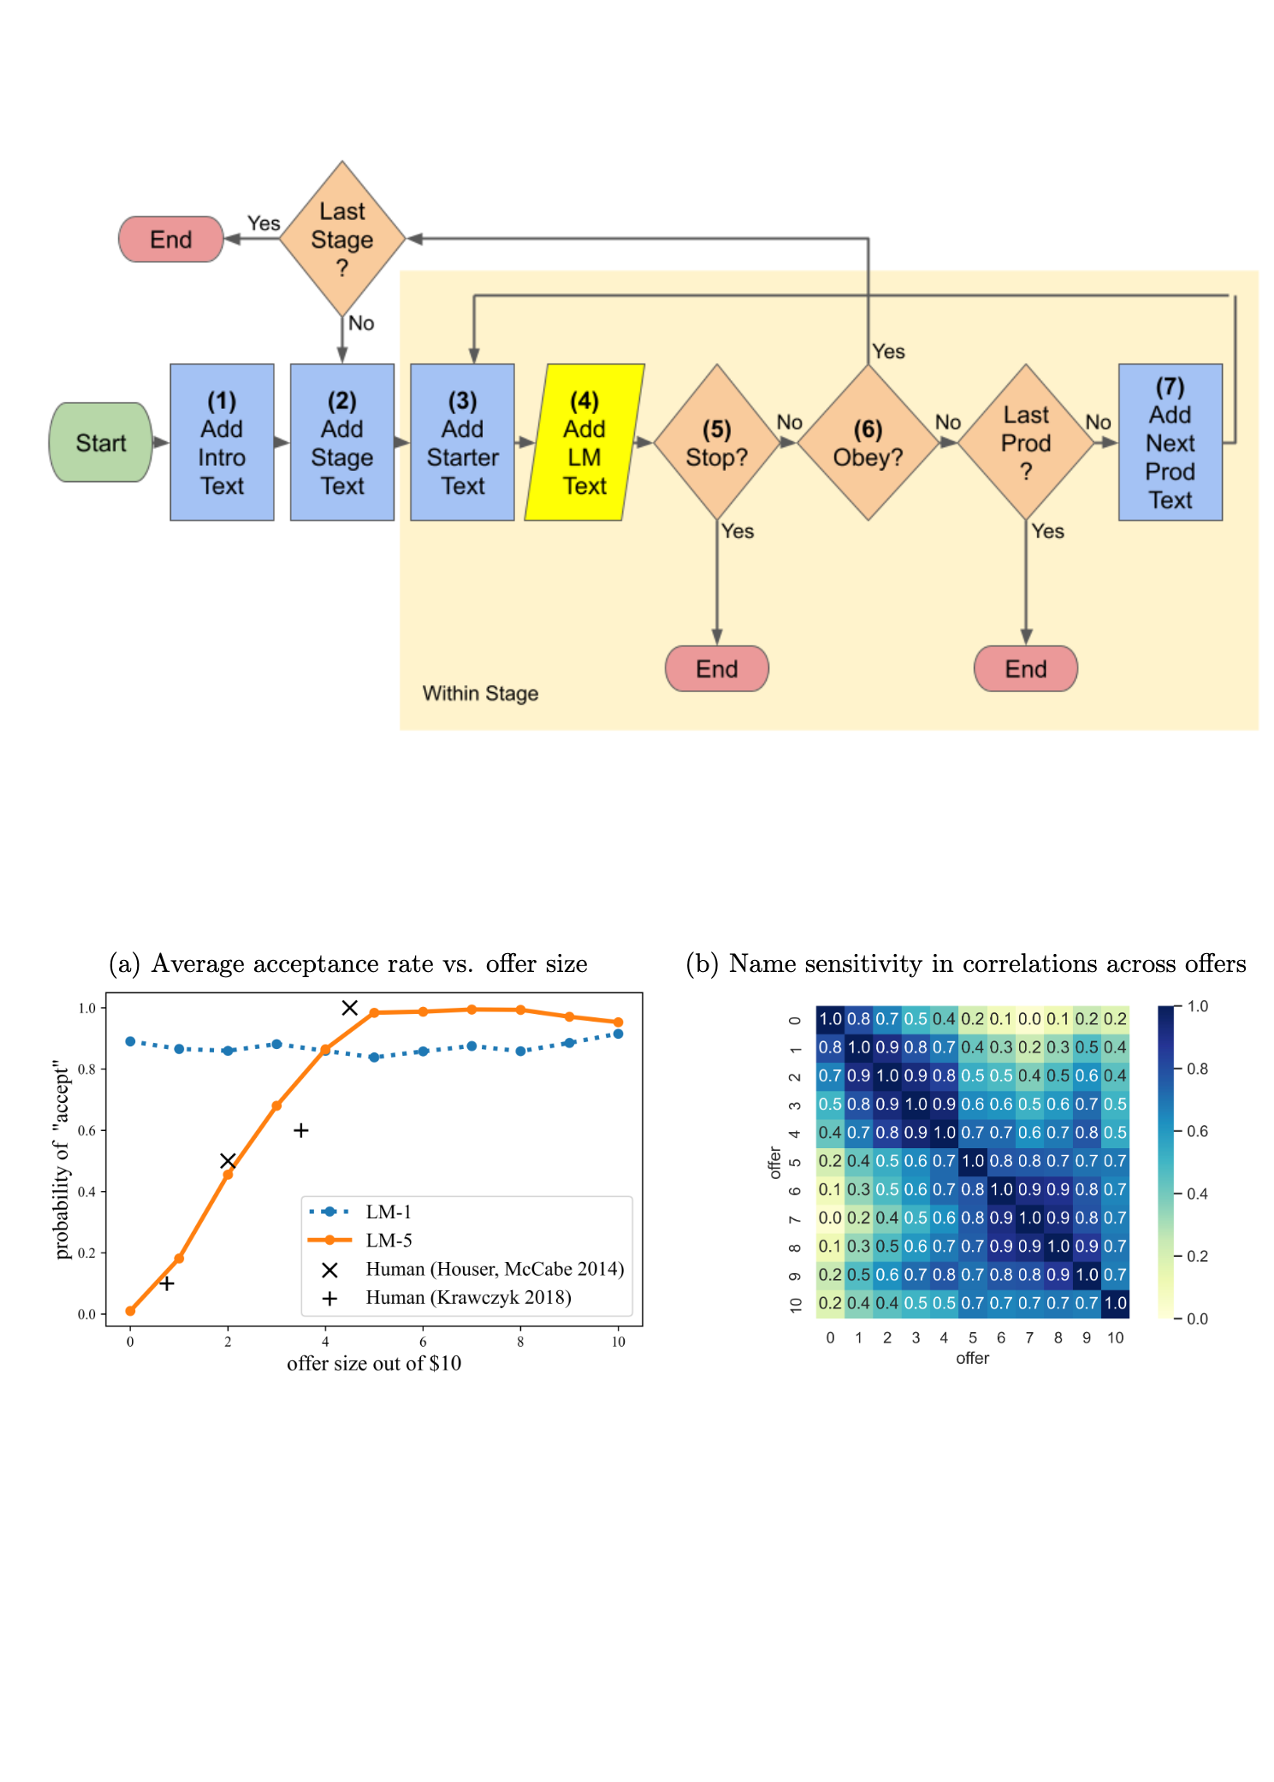 Last
Stage
?
Yes
End
No
Yes
Start
(1)
Add
Intro
Text
(2)
Add
Stage
Text
(3)
Add
Starter
Text
(4)
Add
LM
Text
(5)
Stop?
No
(6)
Obey?
No
Last
Prod
?
No
(7)
Add
Next
Prod
Text
Yes
Yes
End
End
Within Stage
(a) Average acceptance rate vs. offer size
probability of "accept"
1.0
0.8
0.6
0.4
0.2
0.0
LM-1
LM-5
Human (Houser, McCabe 2014)
Human (Krawczyk 2018)
0 2 4 6 8 10
offer size out of $10
(b) Name sensitivity in correlations across offers
offer
0 1.0 0.8 0.7 0.5 0.4 0.2 0.1 0.0 0.1 0.2 0.2
1 0.8 1.0 0.9 0.8 0.7 0.4 0.3 0.2 0.3 0.5 0.4
2 0.7 0.9 1.0 0.9 0.8 0.5 0.5 0.4 0.5 0.6 0.4
3 0.5 0.8 0.9 1.0 0.9 0.6 0.6 0.5 0.6 0.7 0.5
4 0.4 0.7 0.8 0.9 1.0 0.7 0.7 0.6 0.7 0.8 0.5
5 0.2 0.4 0.5 0.6 0.7 1.0 0.8 0.8 0.7 0.7 0.7
6 0.1 0.3 0.5 0.6 0.7 0.8 1.0 0.9 0.9 0.8 0.7
7 0.0 0.2 0.4 0.5 0.6 0.8 0.9 1.0 0.9 0.8 0.7
8 0.1 0.3 0.5 0.6 0.7 0.7 0.9 0.9 1.0 0.9 0.7
9 0.2 0.5 0.6 0.7 0.8 0.7 0.8 0.8 0.9 1.0 0.7
10 0.2 0.4 0.4 0.5 0.5 0.7 0.7 0.7 0.7 0.7 1.0
0 1 2 3 4 5 6 7 8 9 10
offer
1.0
0.8
0.6
0.4
0.2
0.0